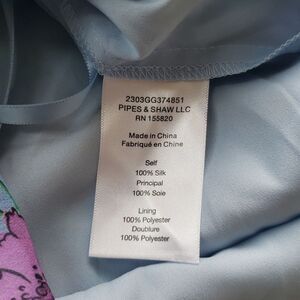 2303GG374851
PIPES & SHAW LLC
RN 155820
Made in China
Fabriqué en Chine
Self
100% Silk
Principal
100% Soie
Lining
100% Polyester
Doublure
100% Polyester